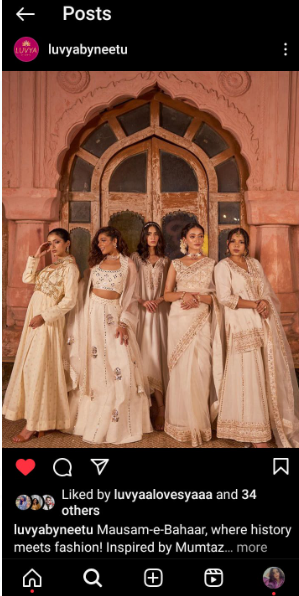 Posts
LUVYA
luvyabyneetu
Liked by luvyaalovesyaaa and 34
others
luvyabyneetu Mausam-e-Bahaar, where history
meets fashion! Inspired by Mumtaz... more